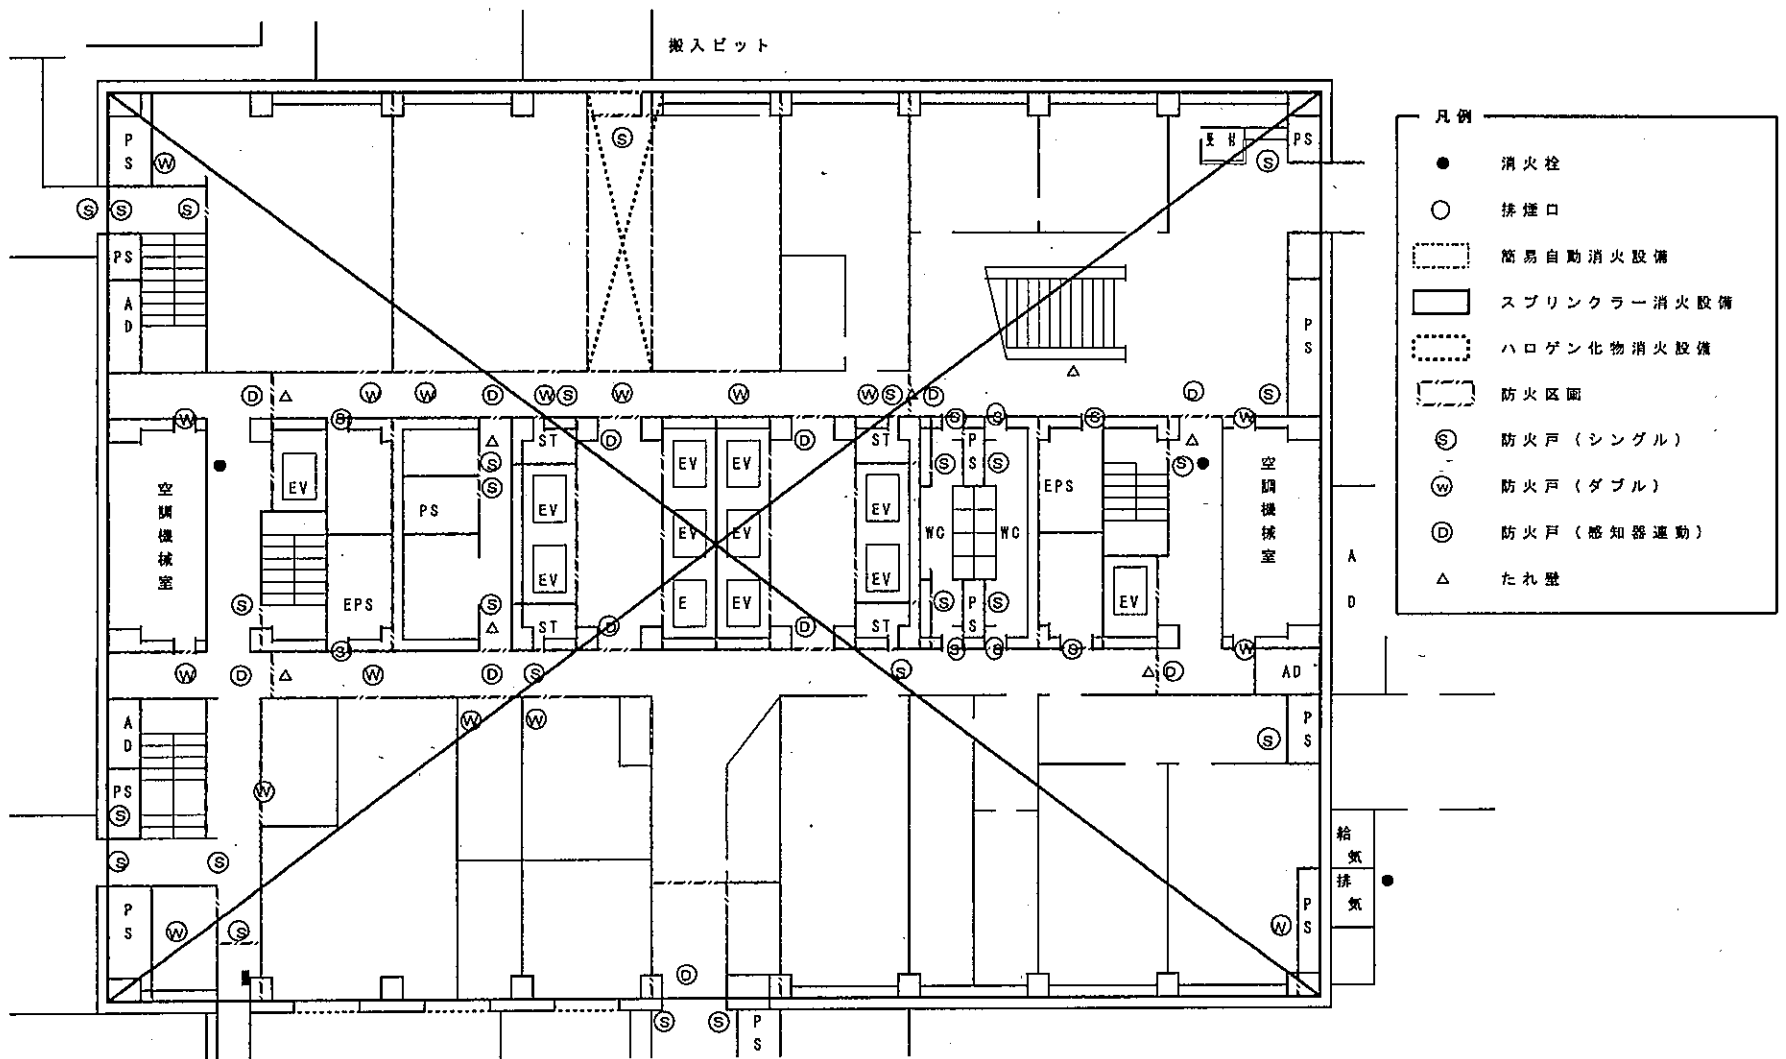 搬入ピット
凡例
消火栓
排煙口
簡易自動消火設備
スプリンクラー消火設備
ハロゲン化物消火設備
防火区画
Ⓢ 防火戸(シングル)
Ⓦ 防火戸(ダブル)
Ⓓ 防火戸(感知器連動)
たれ壁
PS
Ⓦ
Ⓢ
受付
Ⓢ
PS
Ⓢ Ⓢ Ⓢ
PS
AD
PS
Ⓓ Ⓦ Ⓦ Ⓓ Ⓦ Ⓢ Ⓦ Ⓦ Ⓦ Ⓢ Ⓓ Ⓓ Ⓢ
Ⓦ Ⓢ Ⓢ Ⓢ Ⓢ Ⓦ
ST Ⓓ Ⓓ ST
空調機械室
EV
Ⓢ
Ⓢ
PS
EV
EV
EV
EV
EV
Ⓢ
PS
Ⓢ
EPS
Ⓢ
空調機械室
EV
EV
WC
WC
AD
EPS
EV
E
EV
EV
EV
Ⓢ
Ⓢ
Ⓢ
PS
Ⓢ
ST Ⓓ Ⓓ ST
Ⓢ Ⓢ Ⓢ Ⓢ Ⓦ
Ⓦ Ⓓ Ⓦ Ⓓ Ⓢ Ⓢ Ⓓ AD
AD
Ⓦ Ⓦ
Ⓢ
PS
PS
Ⓢ
Ⓦ
給気
Ⓢ Ⓢ
排気
PS
Ⓦ Ⓢ
Ⓦ
PS
Ⓓ
Ⓢ Ⓢ
PS